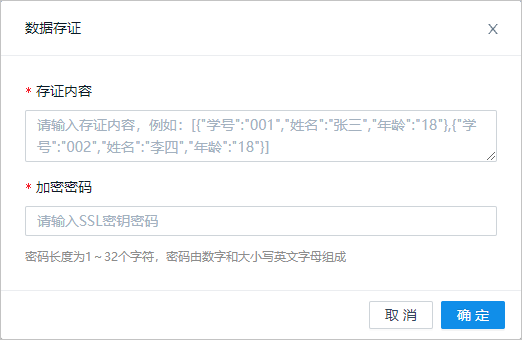 数据存证
X
* 存证内容
请输入存证内容，例如：[{"学号":"001","姓名":"张三","年龄":"18"},{"学
号":"002","姓名":"李四","年龄":"18"}]
* 加密密码
请输入SSL密钥密码
密码长度为1~32个字符，密码由数字和大小写英文字母组成
取 消
确 定